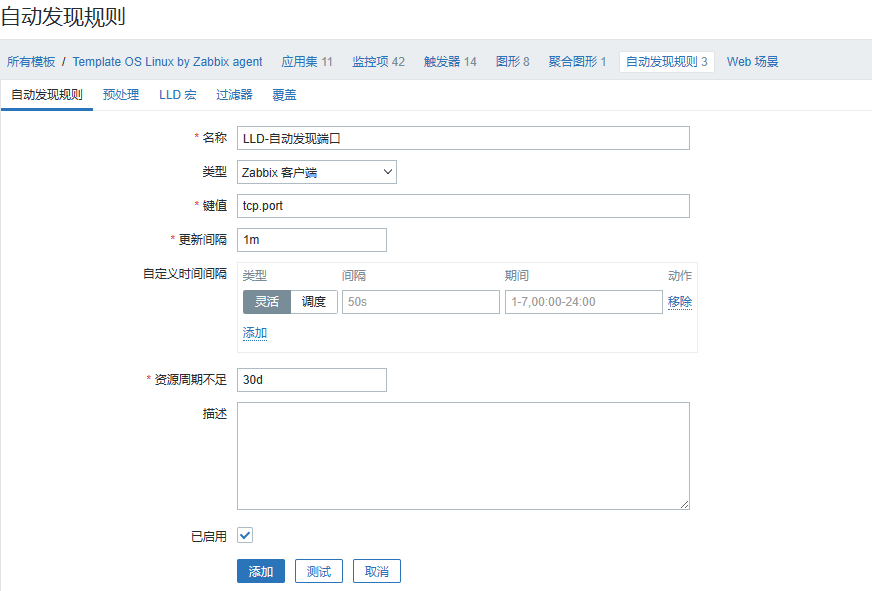 自动发现规则
所有模板 / Template OS Linux by Zabbix agent 应用集 11 监控项 42 触发器 14 图形 8 聚合图形 1 自动发现规则 3 Web 场景
自动发现规则 预处理 LLD 宏 过滤器 覆盖
* 名称 LLD-自动发现端口
类型 Zabbix 客户端
* 键值 tcp.port
* 更新间隔 1m
自定义时间间隔 类型 间隔 期间 动作
灵活 调度 50s 1-7,00:00-24:00 移除
添加
* 资源周期不足 30d
描述
已启用
添加 测试 取消